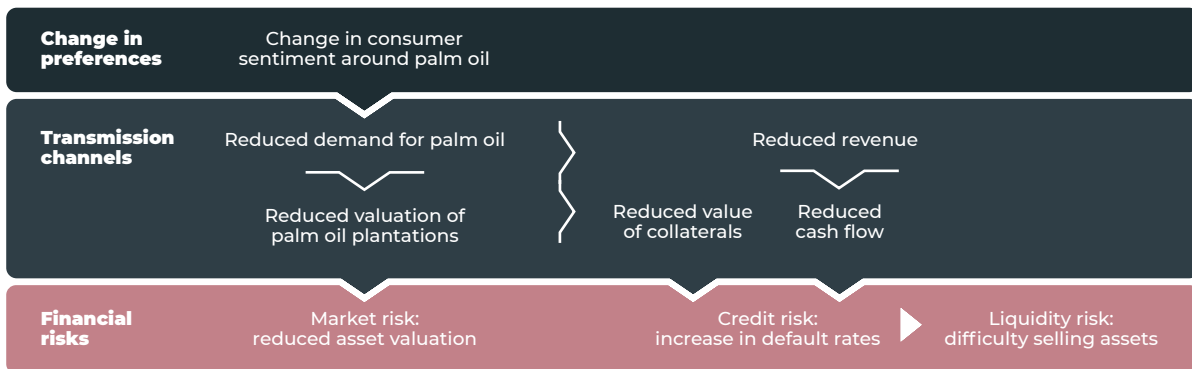 Change in
preferences
Change in consumer
sentiment around palm oil
Transmission
channels
Reduced demand for palm oil
Reduced valuation of
palm oil plantations
Reduced revenue
Reduced value
of collaterals
Reduced
cash flow
Financial
risks
Market risk:
reduced asset valuation
Credit risk:
increase in default rates
Liquidity risk:
difficulty selling assets